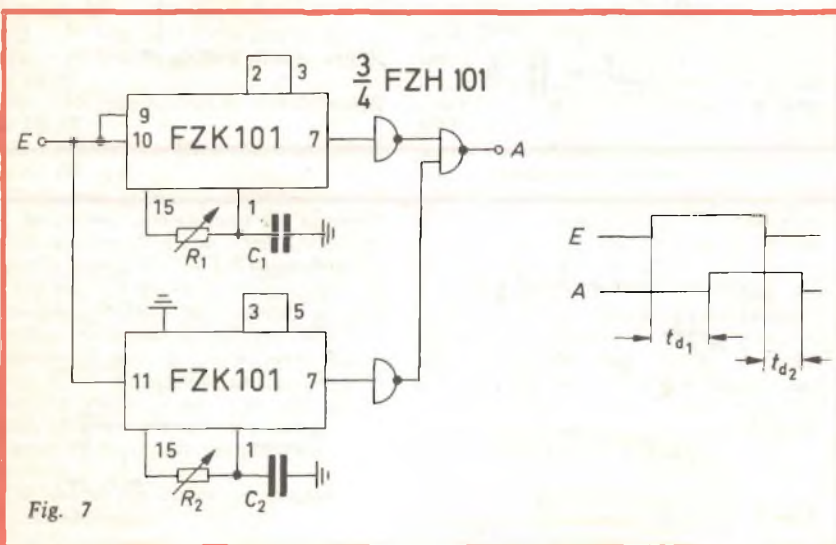 2 3
3/4 FZH 101
9
E 10 FZK101 7 A
15 1
R1 C1
E
A
td1
td2
3 5
11 FZK101 7
15 1
R2 C2
Fig. 7